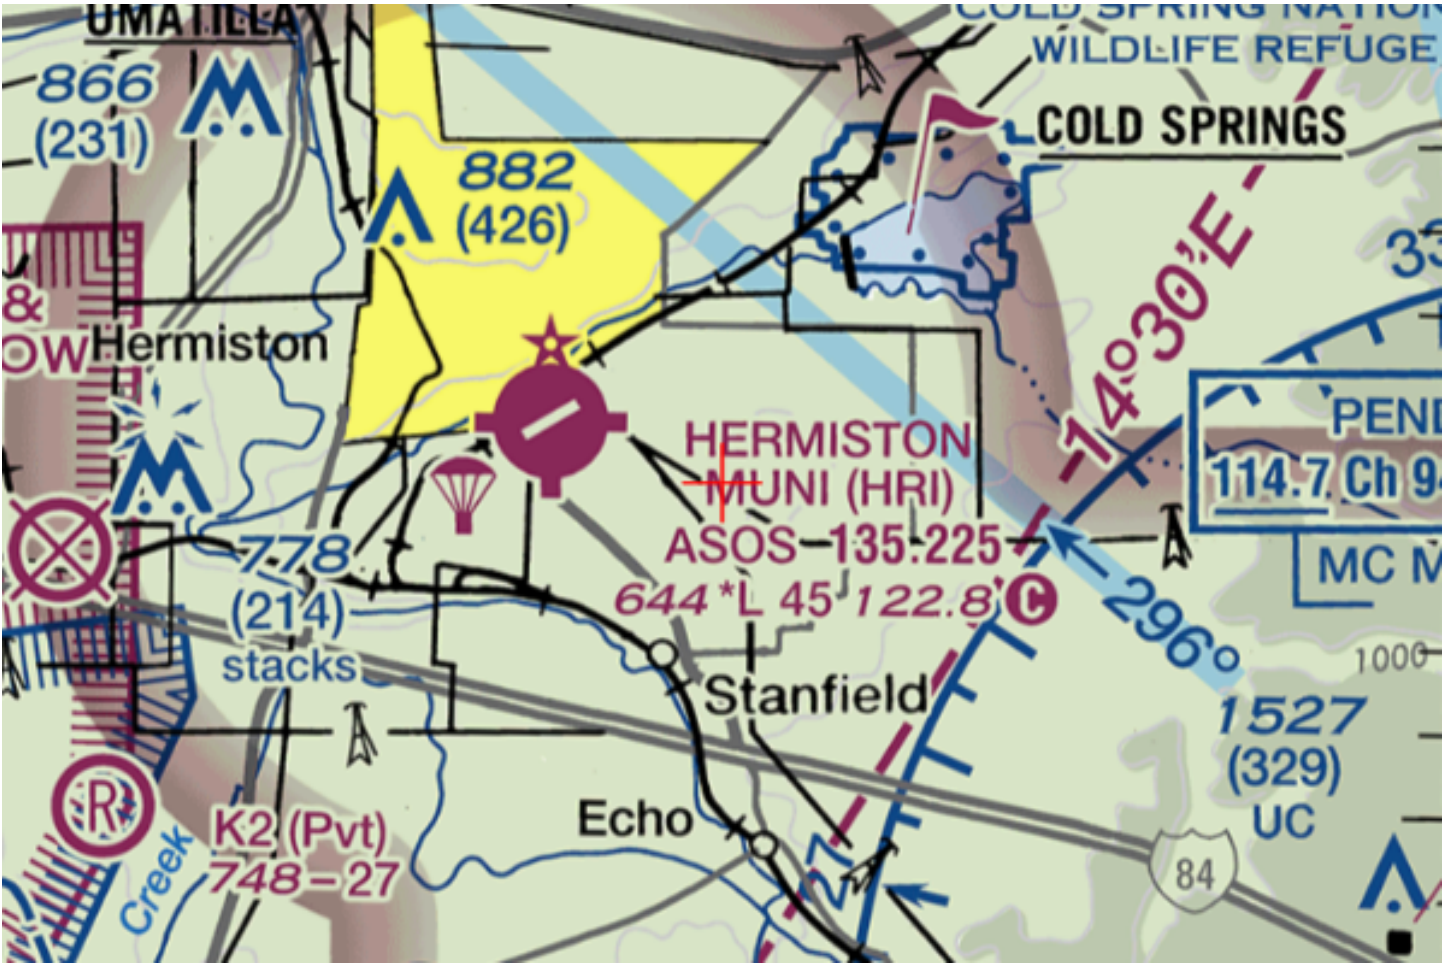 UMATILLA
COLD SPRING NATION
WILDLIFE REFUGE
866
(231)
882
(426)
COLD SPRINGS
14°30'E
33
&
OW
Hermiston
PEND
114.7 Ch 9
MC M
HERMISTON
MUNI (HRI)
ASOS 135.225
644 *L 45 122.8 C
778
(214)
stacks
296°
1000
Stanfield
1527
(329)
UC
R
K2 (Pvt)
748 – 27
Creek
Echo
27
84